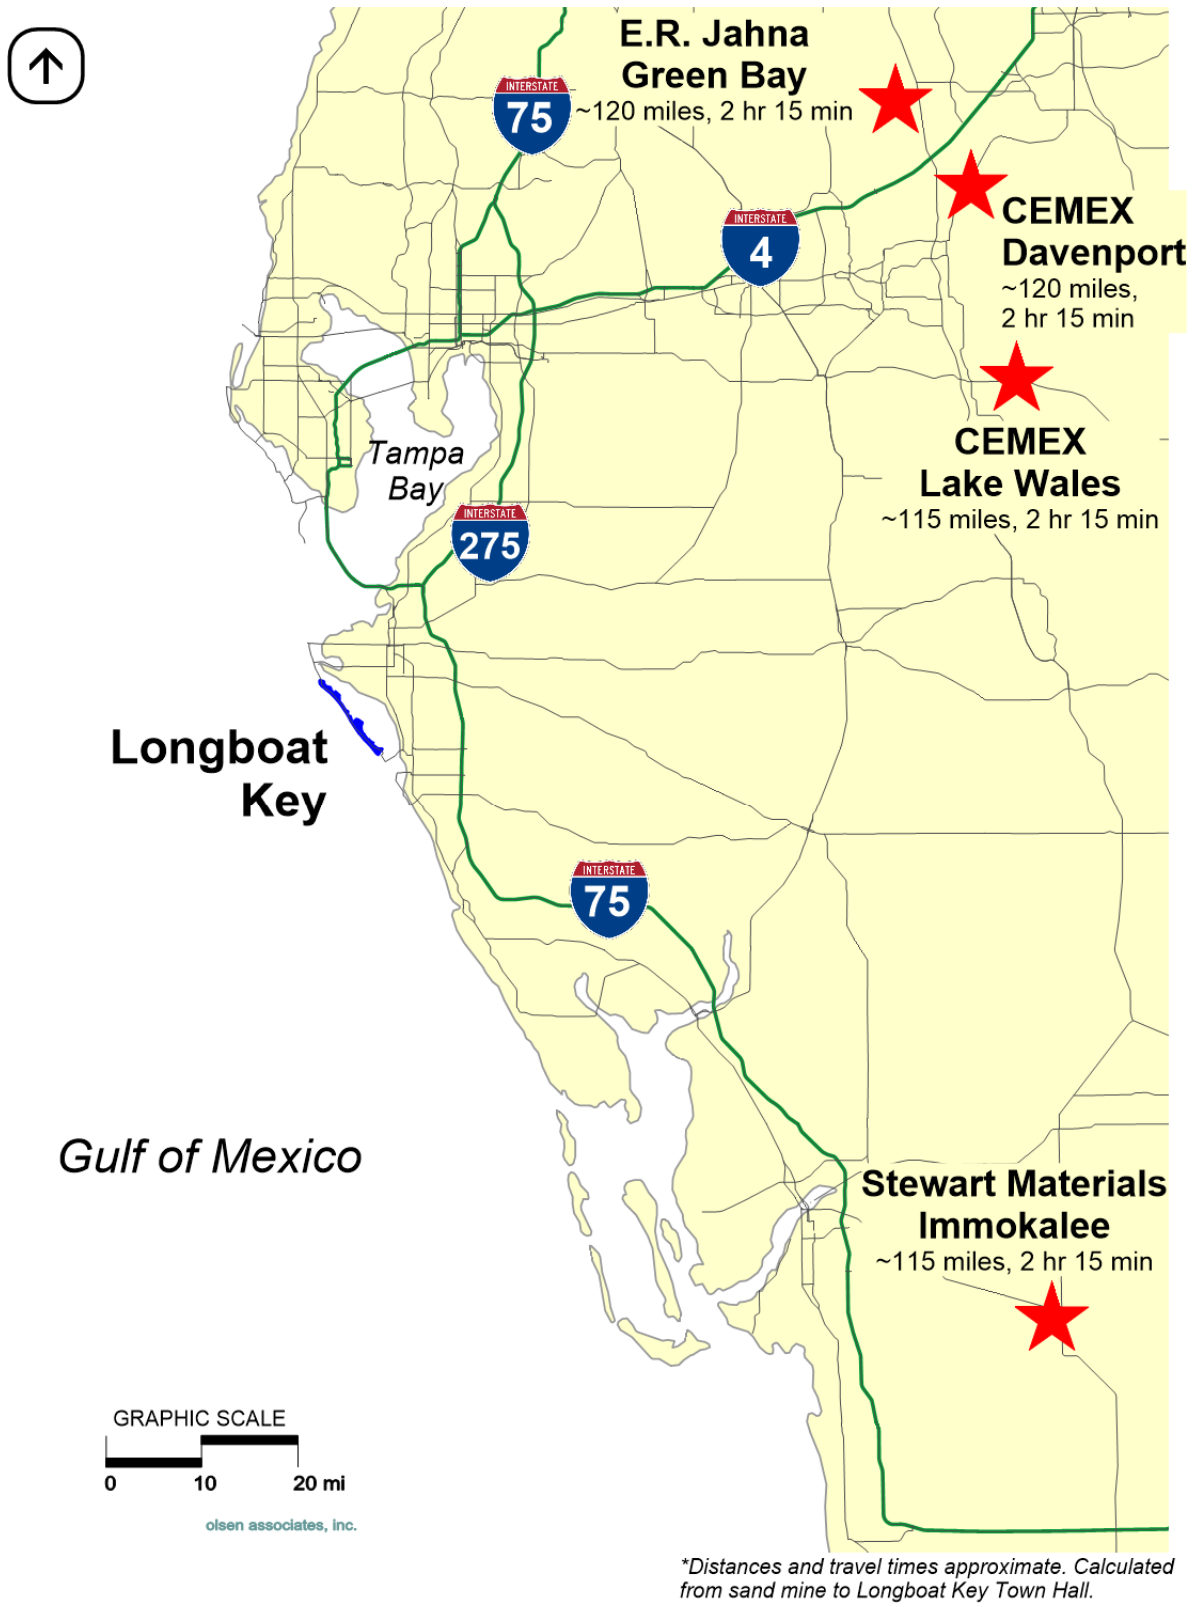 E.R. Jahna
Green Bay
~120 miles, 2 hr 15 min
INTERSTATE
75
INTERSTATE
4
CEMEX
Davenport
~120 miles,
2 hr 15 min
CEMEX
Lake Wales
~115 miles, 2 hr 15 min
Tampa
Bay
INTERSTATE
275
Longboat
Key
INTERSTATE
75
Gulf of Mexico
Stewart Materials
Immokalee
~115 miles, 2 hr 15 min
GRAPHIC SCALE
0 10 20 mi
olsen associates, inc.
*Distances and travel times approximate. Calculated
from sand mine to Longboat Key Town Hall.